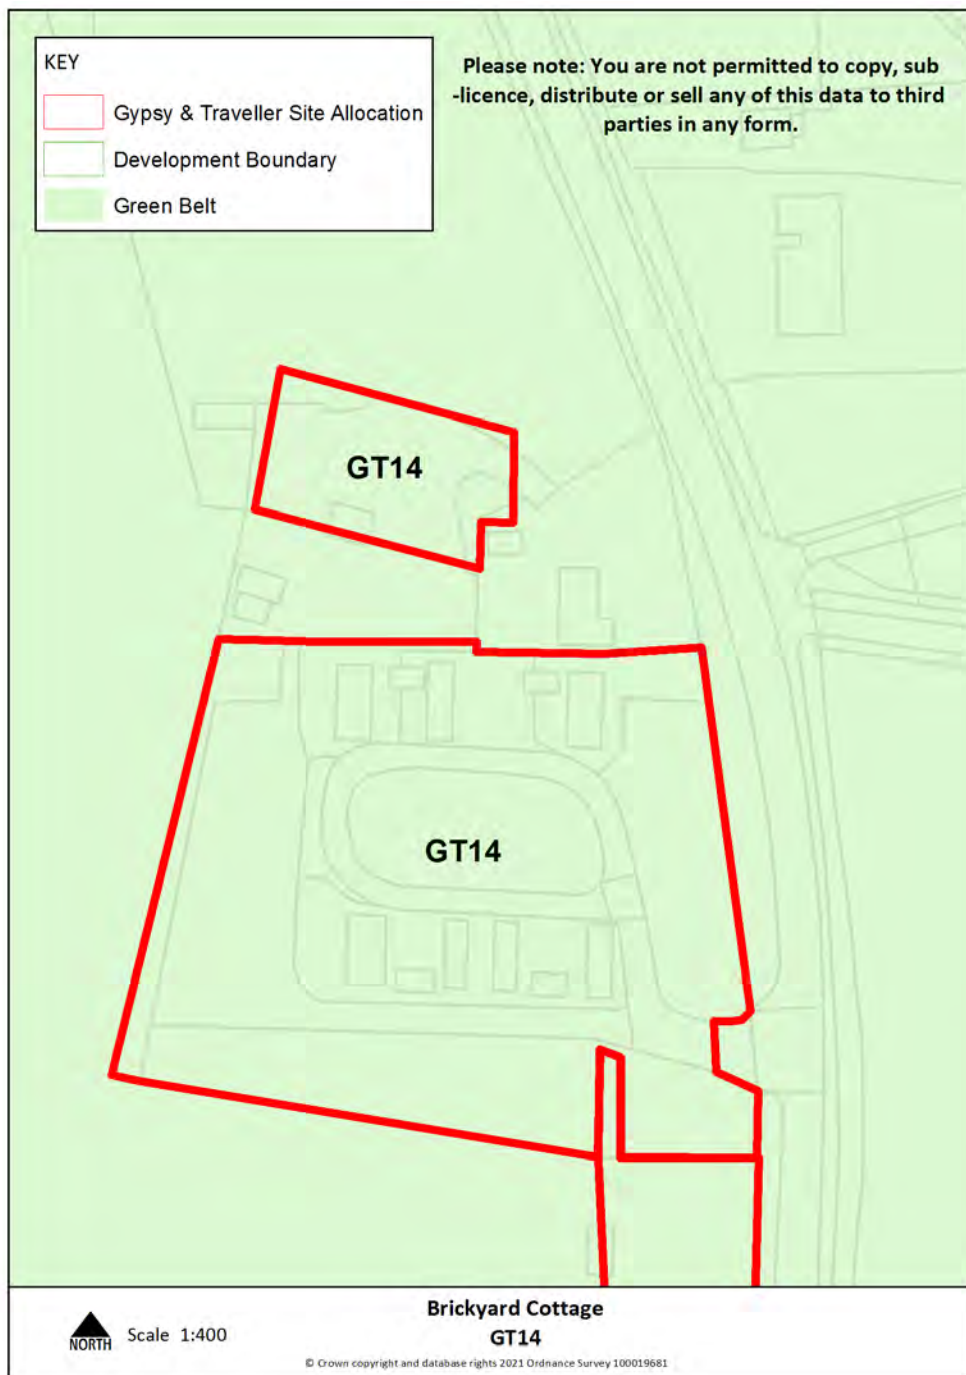 KEY
Gypsy & Traveller Site Allocation
Development Boundary
Green Belt
Please note: You are not permitted to copy, sub
-licence, distribute or sell any of this data to third
parties in any form.
GT14
GT14
NORTH
Scale 1:400
Brickyard Cottage
GT14
© Crown copyright and database rights 2021 Ordnance Survey 100019681